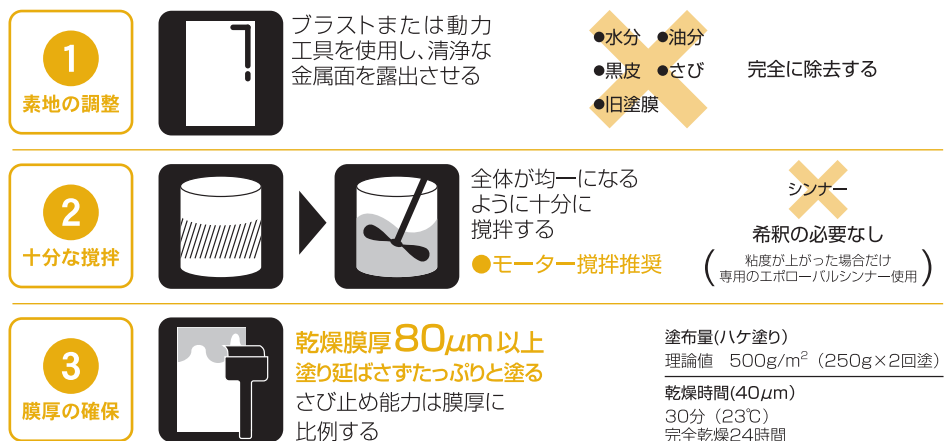 1
素地の調整
ブラストまたは動力
工具を使用し、清浄な
金属面を露出させる
●水分 ●油分
●黒皮 ●さび
●旧塗膜
完全に除去する
2
十分な撹拌
全体が均一になる
ように十分に
撹拌する
●モーター撹拌推奨
シンナー
希釈の必要なし
(粘度が上がった場合だけ
専用のエポローバルシンナー使用)
3
膜厚の確保
乾燥膜厚80μm以上
塗り延ばさずたっぷりと塗る
さび止め能力は膜厚に
比例する
塗布量(ハケ塗り)
理論値 500g/m²(250g×2回塗)
乾燥時間(40μm)
30分(23℃)
完全乾燥24時間